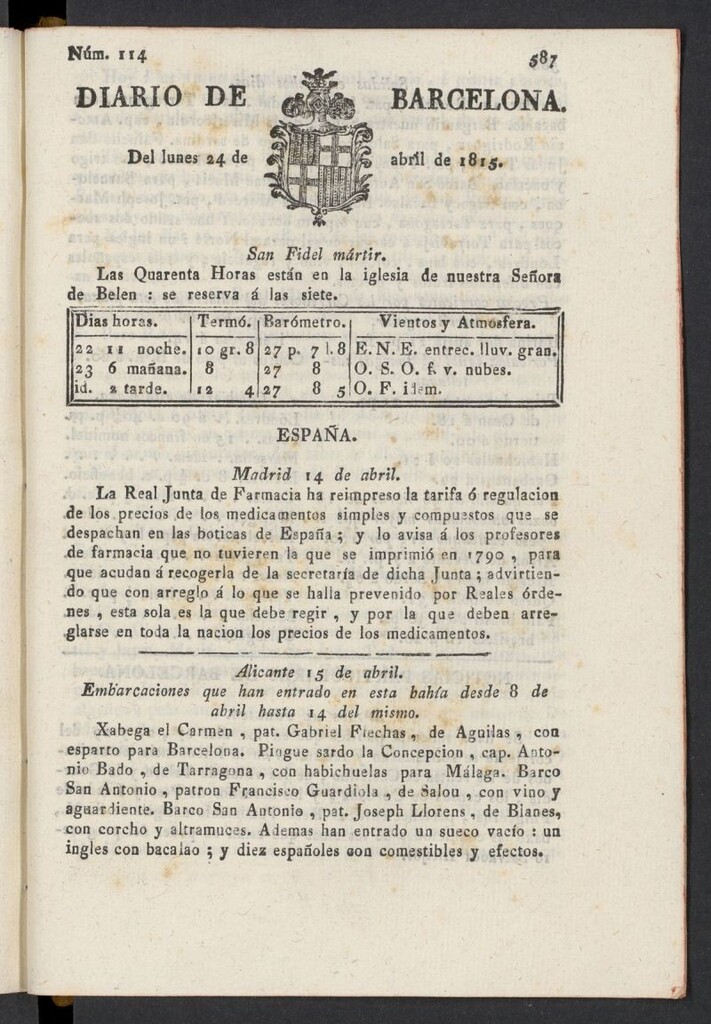 Núm. 114 587
DIARIO DE BARCELONA.
Del lunes 24 de abril de 1815.
San Fidel mártir.
Las Quarenta Horas están en la iglesia de nuestra Señora
de Belen : se reserva á las siete.
Dias horas. Termó. Barómetro. Vientos y Atmosfera.
22 11 noche. 10 gr. 8 27 p. 7 l. 8 E. N. E. entrec. lluv. gran.
23 6 mañana. 8 27 8 O. S. O. f. v. nubes.
id. 2 tarde. 12 4 27 8 5 O. F. idem.
ESPAÑA.
Madrid 14 de abril.
La Real Junta de Farmacia ha reimpreso la tarifa ó regulacion
de los precios de los medicamentos simples y compuestos que se
despachan en las boticas de España ; y lo avisa á los profesores
de farmacia que no tuvieren la que se imprimió en 1790 , para
que acudan á recogerla de la secretaría de dicha Junta ; advirtien-
do que con arreglo á lo que se halla prevenido por Reales órde-
nes , esta sola es la que debe regir , y por la que deben arre-
glarse en toda la nacion los precios de los medicamentos.
Alicante 15 de abril.
Embarcaciones que han entrado en esta bahía desde 8 de
abril hasta 14 del mismo.
Xabega el Carmen , pat. Gabriel Flechas , de Aguilas , con
esparto para Barcelona. Pingue sardo la Concepcion , cap. Anto-
nio Bado , de Tarragona , con habichuelas para Málaga. Barco
San Antonio , patron Francisco Guardiola , de Salou , con vino y
aguardiente. Barco San Antonio , pat. Joseph Llorens , de Blanes,
con corcho y altramuces. Ademas han entrado un sueco vacío : un
ingles con bacalao ; y diez españoles con comestibles y efectos.